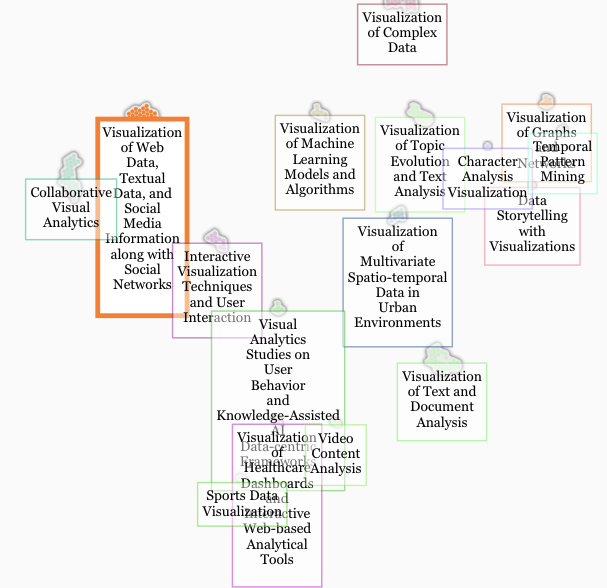 Visualization
of Complex
Data
Visualization
of Web
Data,
Textual
Data, and
Social
Media
Information
along with
Social
Networks
Collaborative
Visual
Analytics
Visualization
of Machine
Learning
Models and
Algorithms
Visualization
of Topic
Evolution
and Text
Analysis
Character
Analysis
Visualization
Visualization
of Graphs
and
Networks
Temporal
Pattern
Mining
Data
Storytelling
with
Visualizations
Interactive
Visualization
Techniques
and User
Interaction
Visualization
of
Multivariate
Spatio-temporal
Data in
Urban
Environments
Visual
Analytics
Studies on
User
Behavior
and
Knowledge-Assisted
AI
Data-centric
Frameworks
Visualization
of Text and
Document
Analysis
Visualization
of
Healthcare
Dashboards
and
Interactive
Web-based
Analytical
Tools
Video
Content
Analysis
Sports Data
Visualization